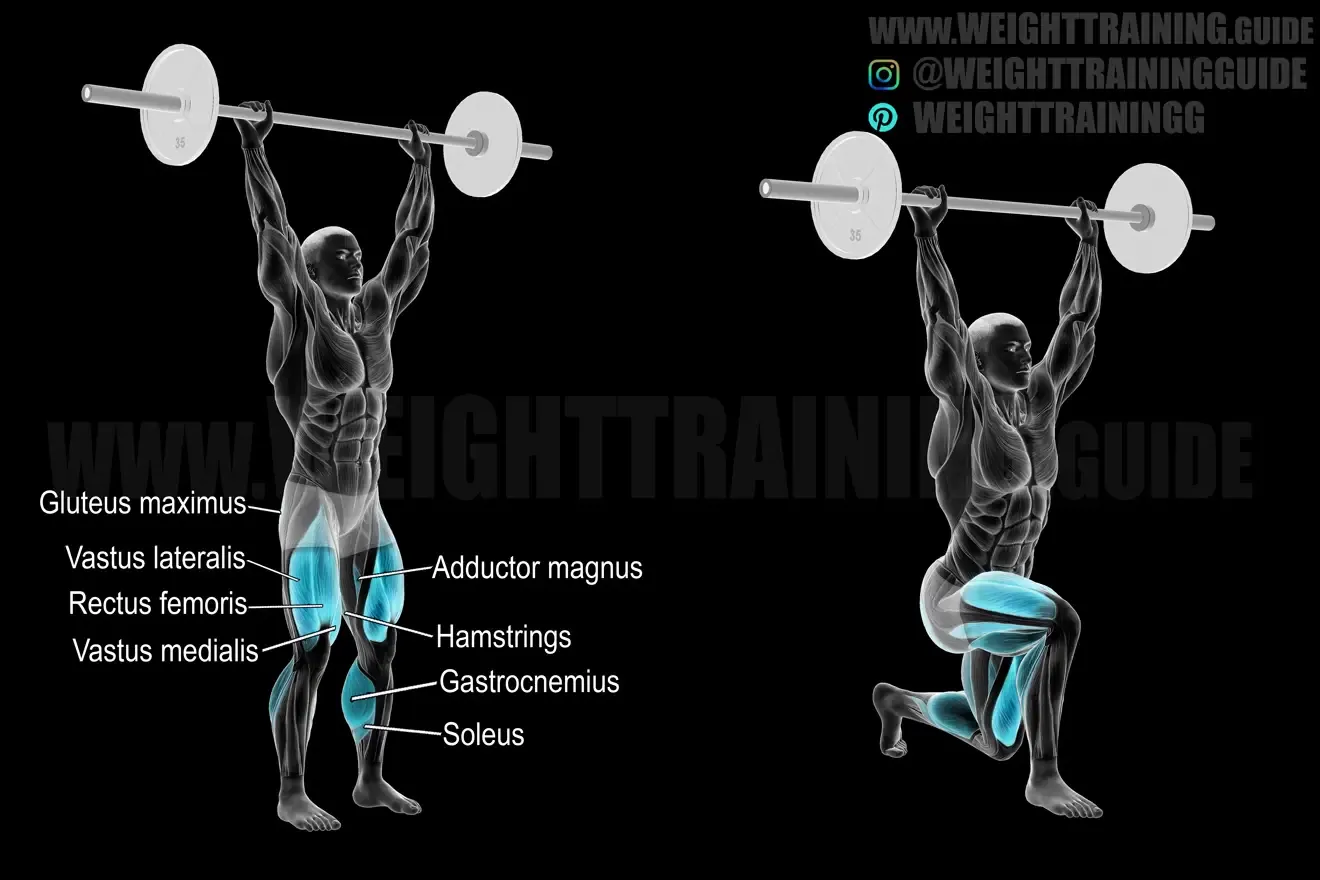 WWW.WEIGHTTRAINING.GUIDE
@WEIGHTTRAININGGUIDE
WEIGHTTRAININGG
35
35
WWW.WEIGHTTRAINING.GUIDE
Gluteus maximus
Vastus lateralis
Adductor magnus
Rectus femoris
Hamstrings
Vastus medialis
Gastrocnemius
Soleus